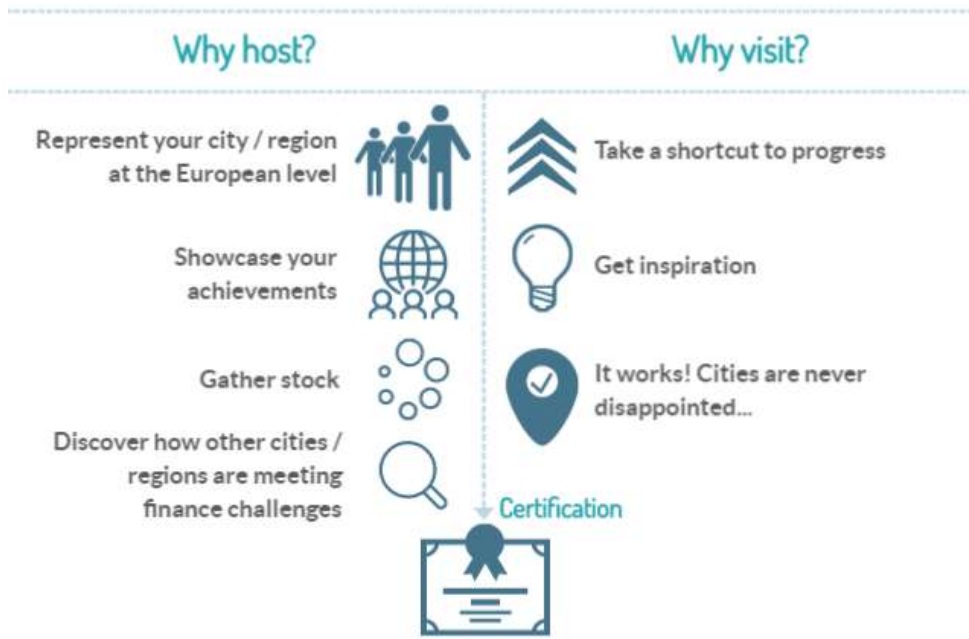 Why host?
Represent your city / region
at the European level
Showcase your
achievements
Gather stock
Discover how other cities /
regions are meeting
finance challenges
Why visit?
Take a shortcut to progress
Get inspiration
It works! Cities are never
disappointed...
Certification